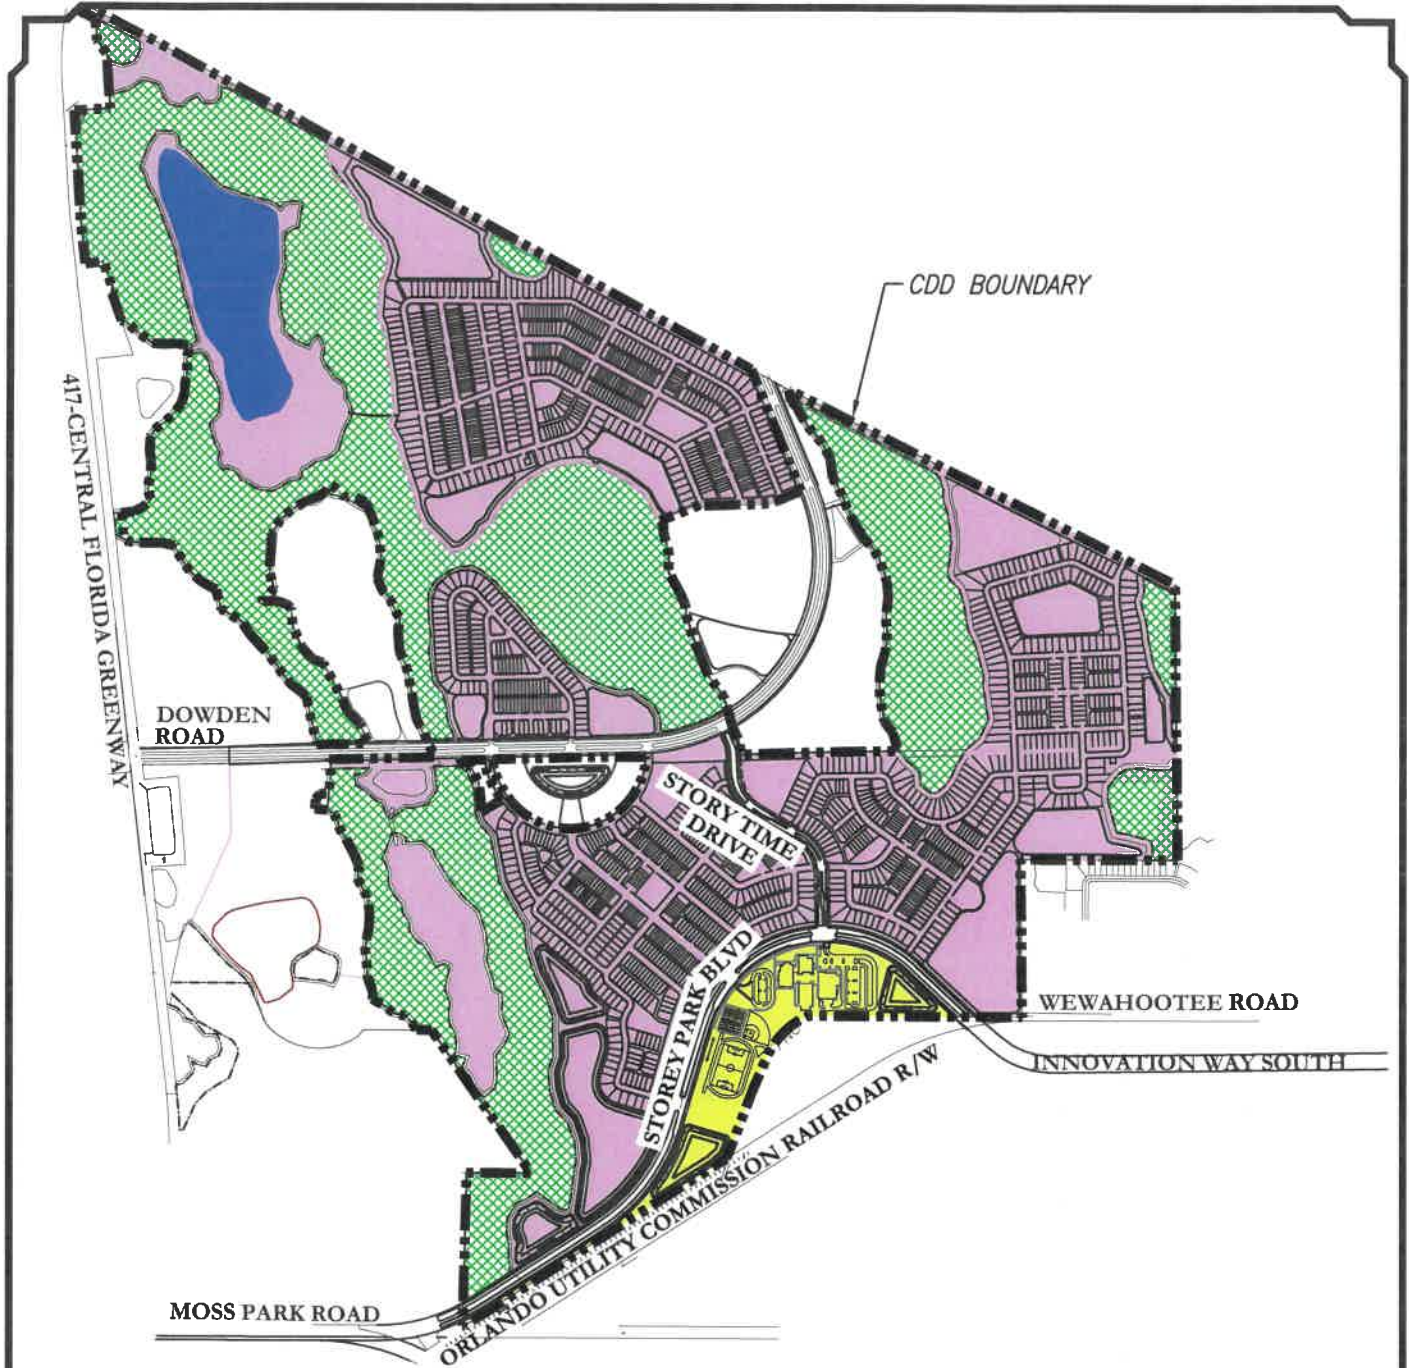 CDD BOUNDARY
417-CENTRAL FLORIDA GREENWAY
DOWDEN
ROAD
STORY TIME
DRIVE
STOREY PARK BLVD
WEWAHOOTEE ROAD
INNOVATION WAY SOUTH
ORLANDO UTILITY COMMISSION RAILROAD R/W
MOSS PARK ROAD